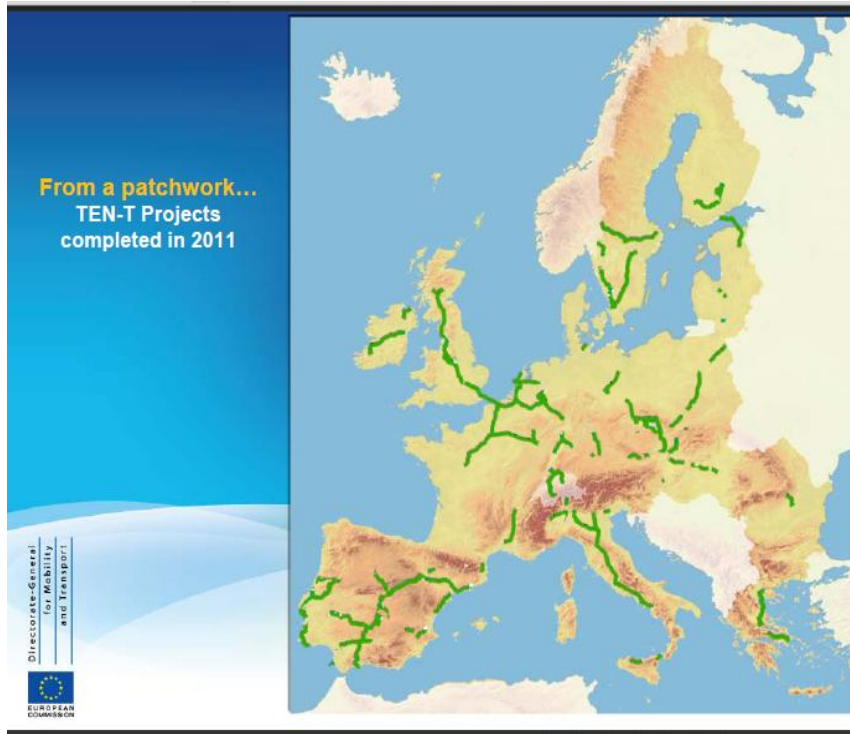 From a patchwork...
TEN-T Projects
completed in 2011
Directorate-General
for Mobility
and Transport
EUROPEAN
COMMISSION